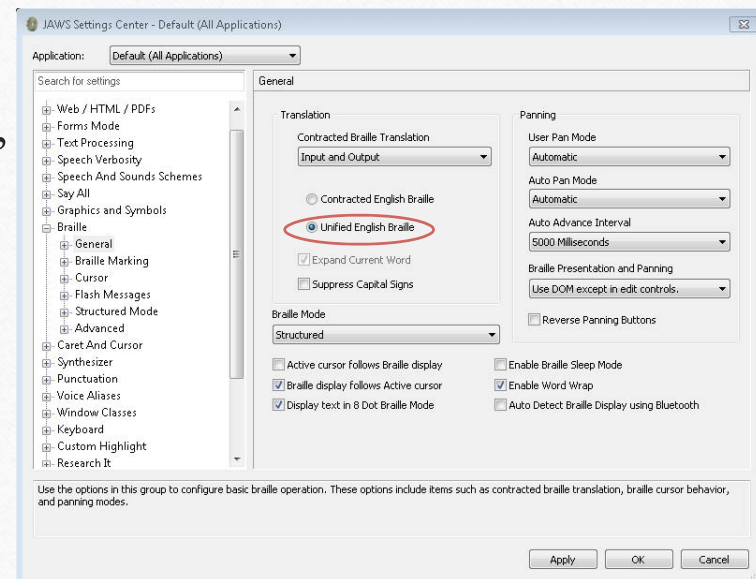 JAWS Settings Center - Default (All Applications)
Application: Default (All Applications)
Search for settings
Web / HTML / PDFs
Forms Mode
Text Processing
Speech Verbosity
Speech And Sounds Schemes
Say All
Graphics and Symbols
Braille
General
Braille Marking
Cursor
Flash Messages
Structured Mode
Advanced
Caret And Cursor
Synthesizer
Punctuation
Voice Aliases
Window Classes
Keyboard
Custom Highlight
Research It
General
Translation
Contracted Braille Translation
Input and Output
Contracted English Braille
Unified English Braille
Expand Current Word
Suppress Capital Signs
Braille Mode
Structured
Panning
User Pan Mode
Automatic
Auto Pan Mode
Automatic
Auto Advance Interval
5000 Milliseconds
Braille Presentation and Panning
Use DOM except in edit controls.
Reverse Panning Buttons
Active cursor follows Braille display
Braille display follows Active cursor
Display text in 8 Dot Braille Mode
Enable Braille Sleep Mode
Enable Word Wrap
Auto Detect Braille Display using Bluetooth
Use the options in this group to configure basic braille operation. These options include items such as contracted braille translation, braille cursor behavior,
and panning modes.
Apply OK Cancel